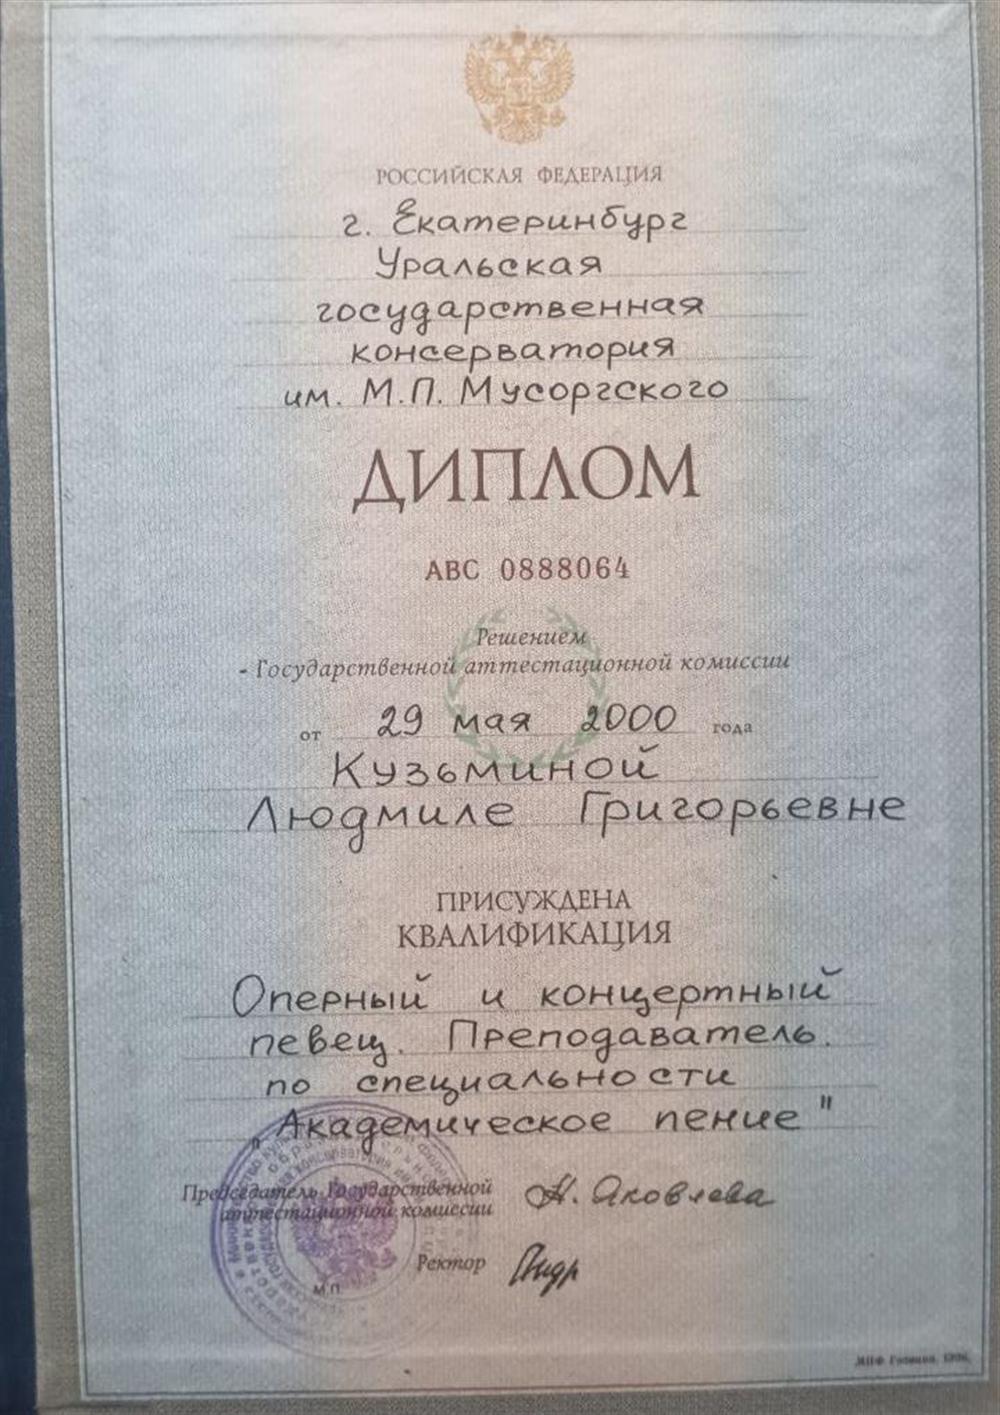 РОССИЙСКАЯ ФЕДЕРАЦИЯ
г. Екатеринбург
Уральская
государственная
консерватория
им. М.П. Мусоргского
ДИПЛОМ
АВС 0888064
Решением
Государственной аттестационной комиссии
от 29 мая 2000 года
Кузьминой
Людмиле Григорьевне
ПРИСУЖДЕНА
КВАЛИФИКАЦИЯ
Оперный и концертный
певец. Преподаватель.
по специальности
„Академическое пение"
Председатель Государственной
аттестационной комиссии
Н. Яковлева
Ректор
М.П.